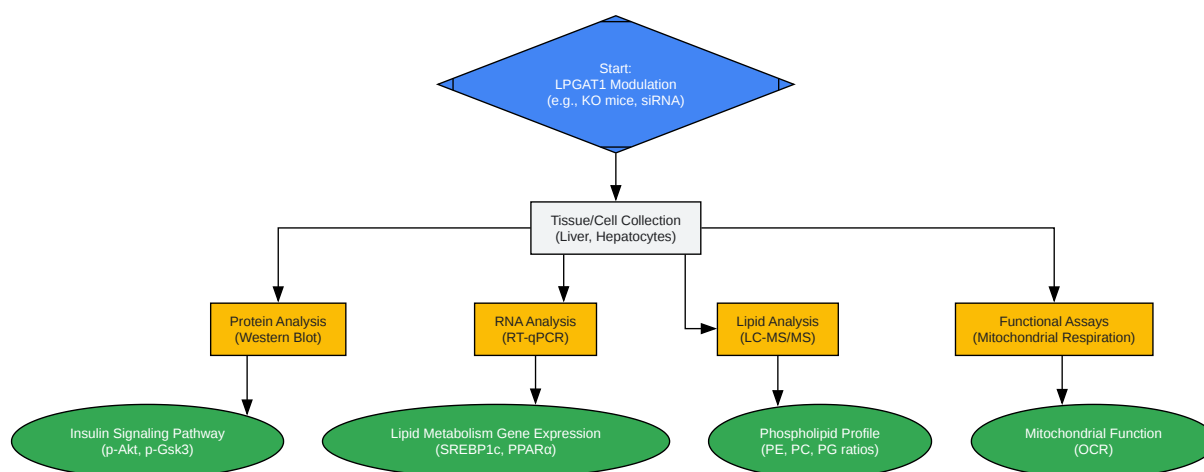 Start:
LPGAT1 Modulation
(e.g., KO mice, siRNA)
Tissue/Cell Collection
(Liver, Hepatocytes)
Protein Analysis
(Western Blot)
RNA Analysis
(RT-qPCR)
Lipid Analysis
(LC-MS/MS)
Functional Assays
(Mitochondrial Respiration)
Insulin Signaling Pathway
(p-Akt, p-Gsk3)
Lipid Metabolism Gene Expression
(SREBP1c, PPARα)
Phospholipid Profile
(PE, PC, PG ratios)
Mitochondrial Function
(OCR)